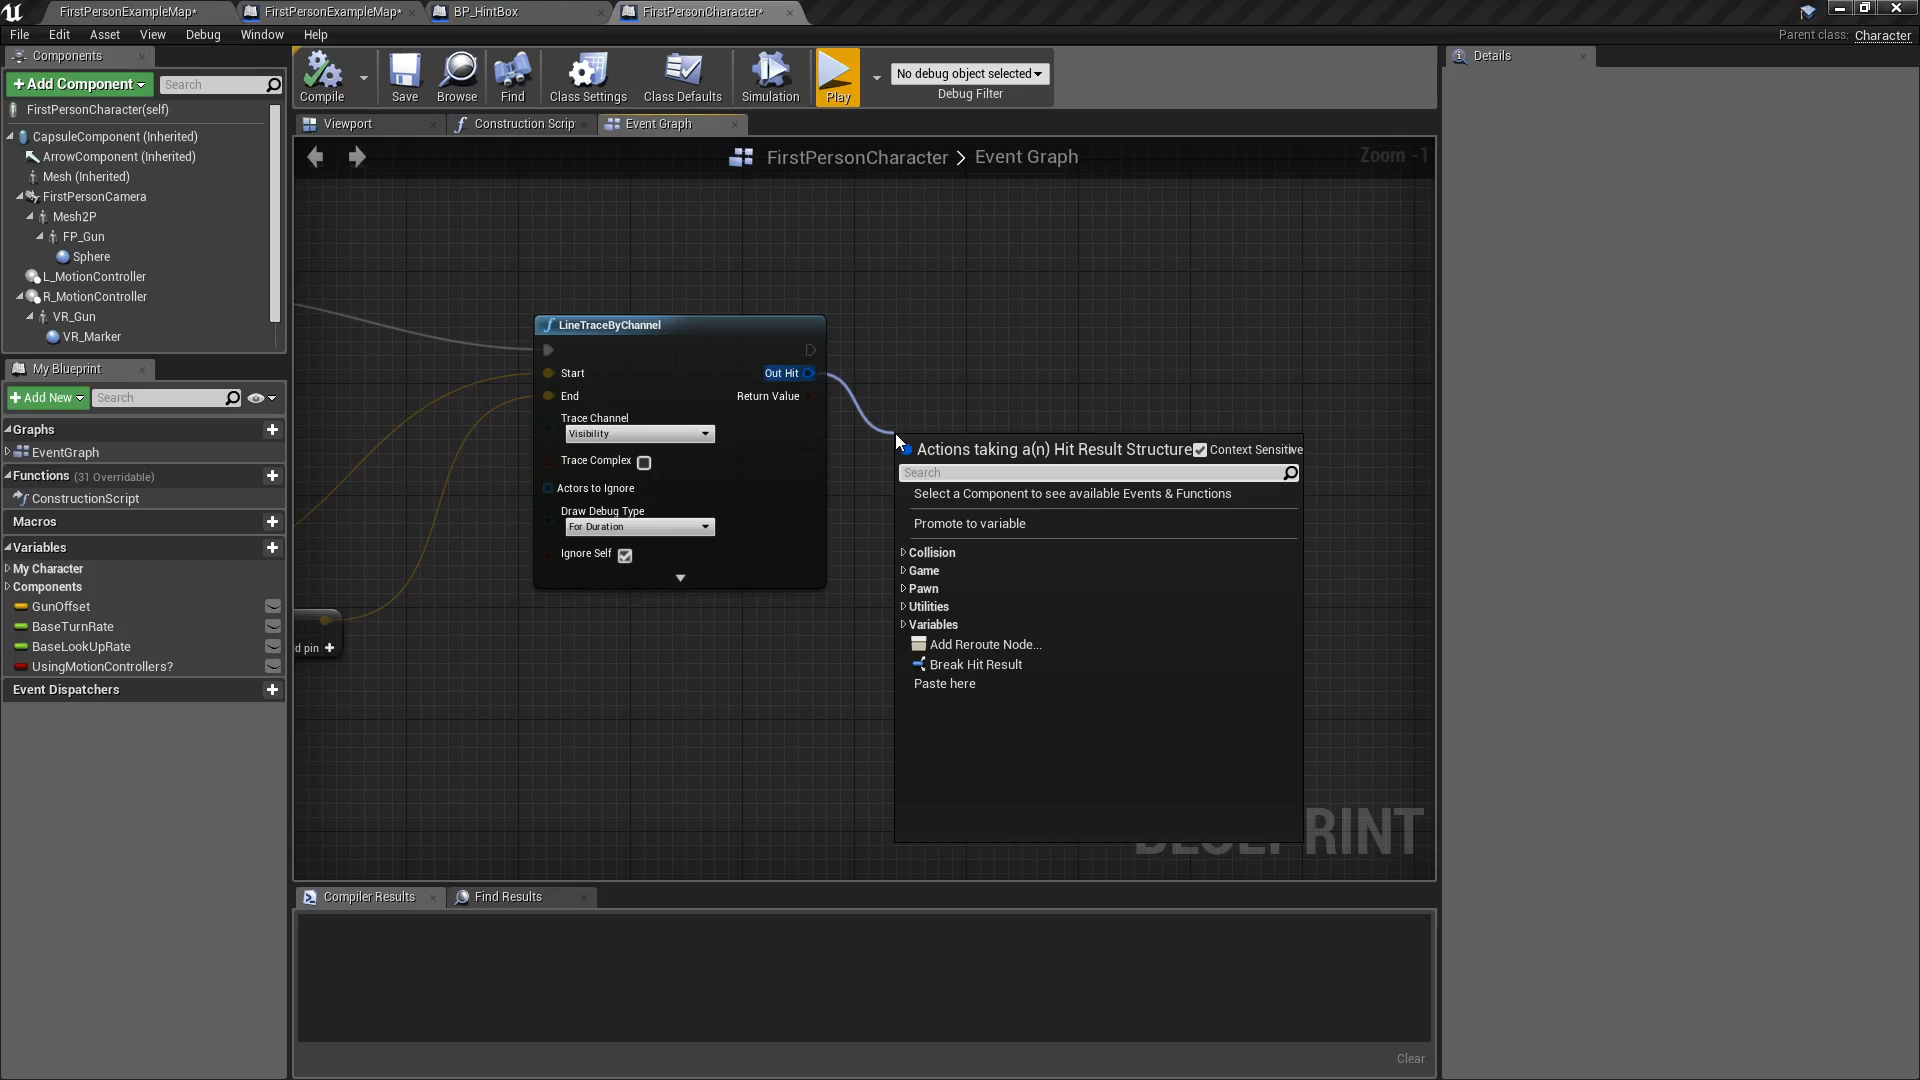 FirstPersonExampleMap*
FirstPersonExampleMap*
BP_HintBox
FirstPersonCharacter*
File Edit Asset View Debug Window Help
Parent class: Character
Components
+Add Component
Search
FirstPersonCharacter(self)
CapsuleComponent (Inherited)
ArrowComponent (Inherited)
Mesh (Inherited)
FirstPersonCamera
Mesh2P
FP_Gun
Sphere
L_MotionController
R_MotionController
VR_Gun
VR_Marker
My Blueprint
+Add New
Search
Graphs
EventGraph
Functions (31 Overridable)
ConstructionScript
Macros
Variables
My Character
Components
GunOffset
BaseTurnRate
BaseLookUpRate
UsingMotionControllers?
Event Dispatchers
Compile
Save
Browse
Find
Class Settings
Class Defaults
Simulation
Play
No debug object selected
Debug Filter
Viewport
Construction Scrip
Event Graph
FirstPersonCharacter > Event Graph
Zoom -1
LineTraceByChannel
Start
Out Hit
End
Return Value
Trace Channel
Visibility
Trace Complex
Actors to Ignore
Draw Debug Type
For Duration
Ignore Self
d pin +
Actions taking a(n) Hit Result Structure
Context Sensitive
Search
Select a Component to see available Events & Functions
Promote to variable
Collision
Game
Pawn
Utilities
Variables
Add Reroute Node...
Break Hit Result
Paste here
RINT
Compiler Results
Find Results
Clear
Details